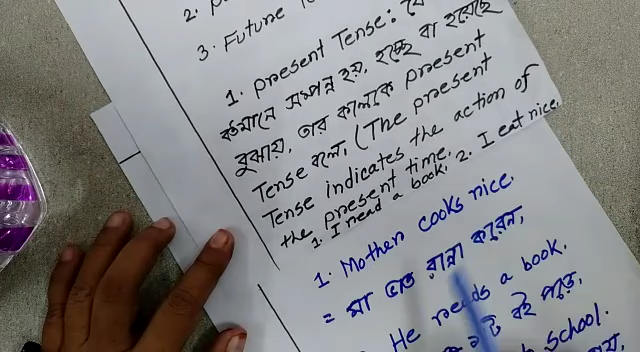 2. P
3. Future Te
1. Present Tense: যে
বর্তমানে সম্পন্ন হয়, হচ্ছে বা হয়েছে
বুঝায়, তার কালকে present
Tense বলে, (The present
Tense indicates the action of
the present time.
1. I read a book. 2. I eat rice.
1. Mother cooks rice.
= মা ভাত রান্না করেন,
He reads a book.
টি বই পড়ে,
School.